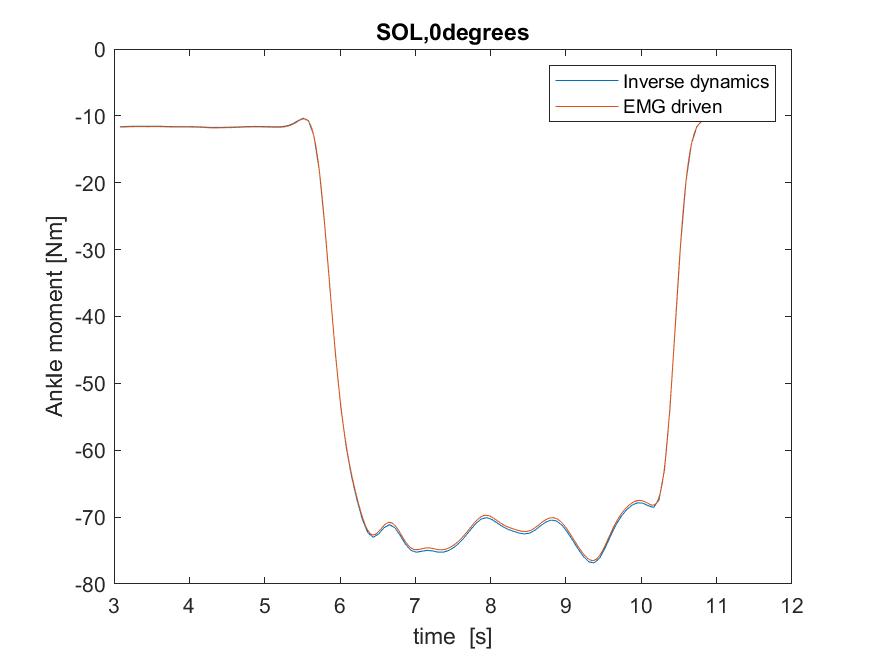 SOL,0degrees
Inverse dynamics
EMG driven
Ankle moment [Nm]
0
-10
-20
-30
-40
-50
-60
-70
-80
3 4 5 6 7 8 9 10 11 12
time [s]